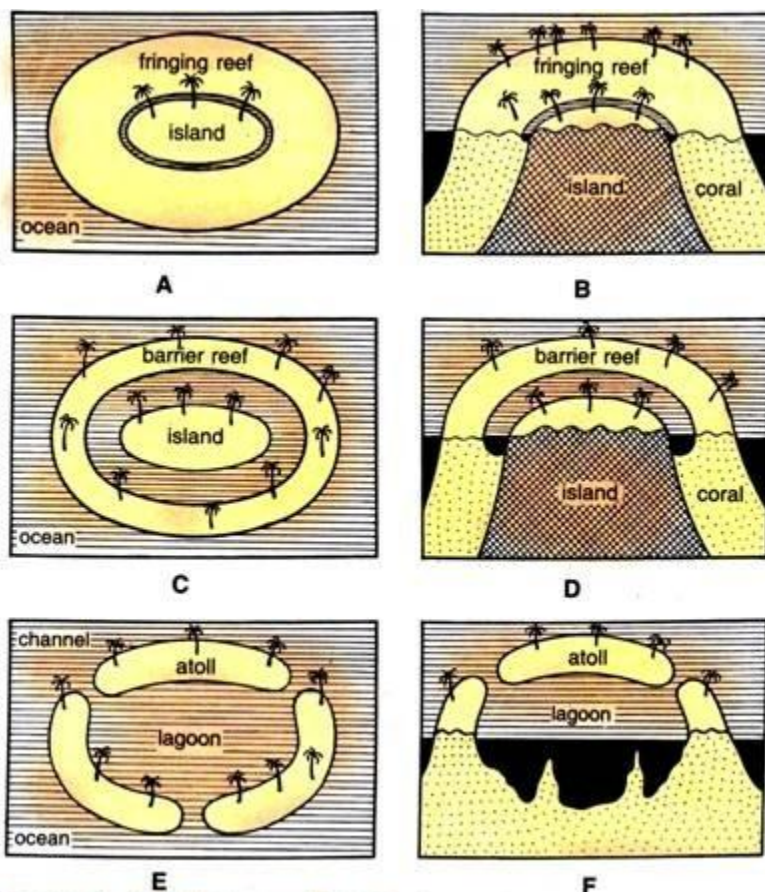 fringing reef
island
ocean
A
fringing reef
island
coral
B
barrier reef
island
ocean
C
barrier reef
island
coral
D
channel
atoll
lagoon
ocean
E
atoll
lagoon